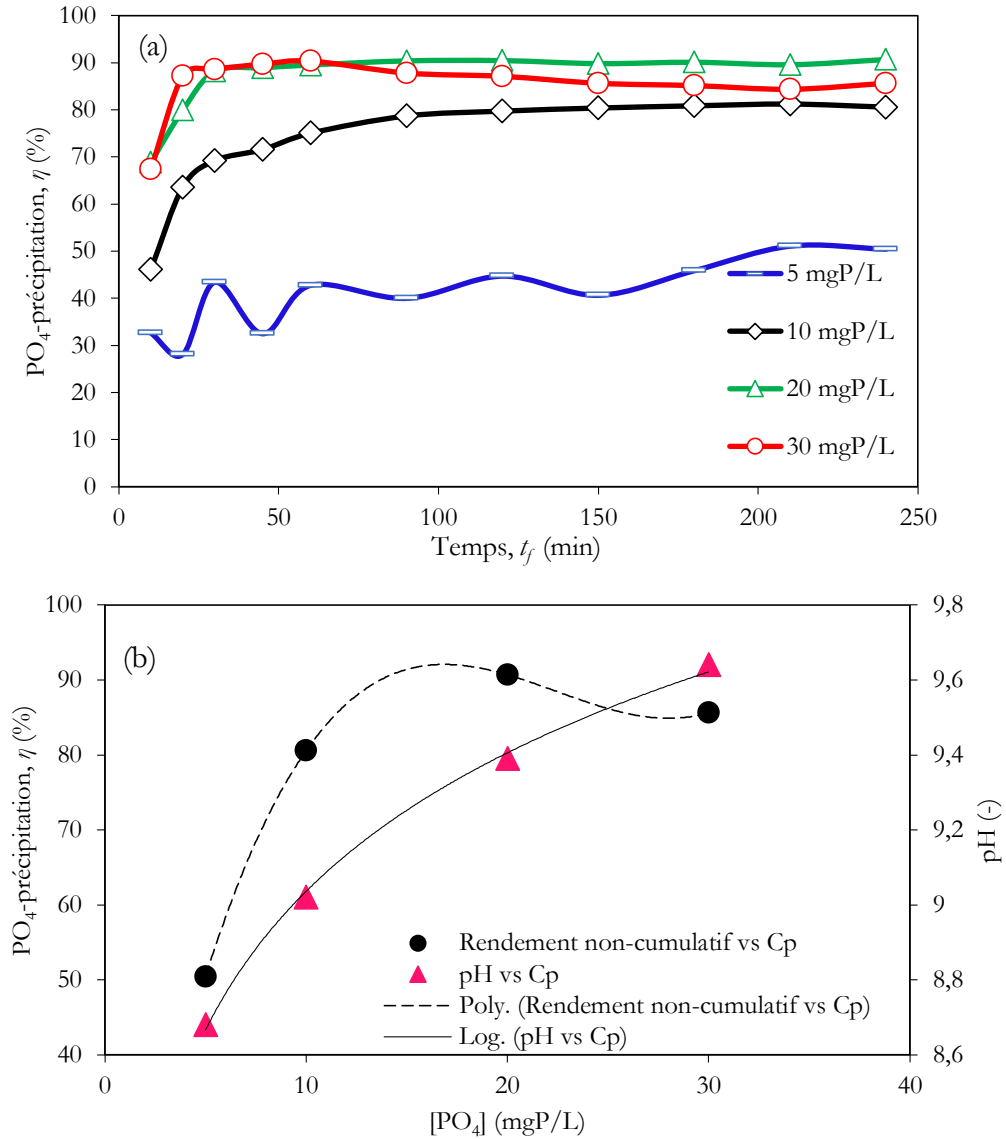 (a)
PO4-précipitation, η (%)
100
90
80
70
60
50
40
30
20
10
0
0 50 100 150 200 250
Temps, tf (min)
5 mgP/L
10 mgP/L
20 mgP/L
30 mgP/L
(b)
PO4-précipitation, η (%)
100
90
80
70
60
50
40
9,8
9,6
9,4
9,2
9
8,8
8,6
pH (-)
Rendement non-cumulatif vs Cp
pH vs Cp
Poly. (Rendement non-cumulatif vs Cp)
Log. (pH vs Cp)
0 10 20 30 40
[PO4] (mgP/L)